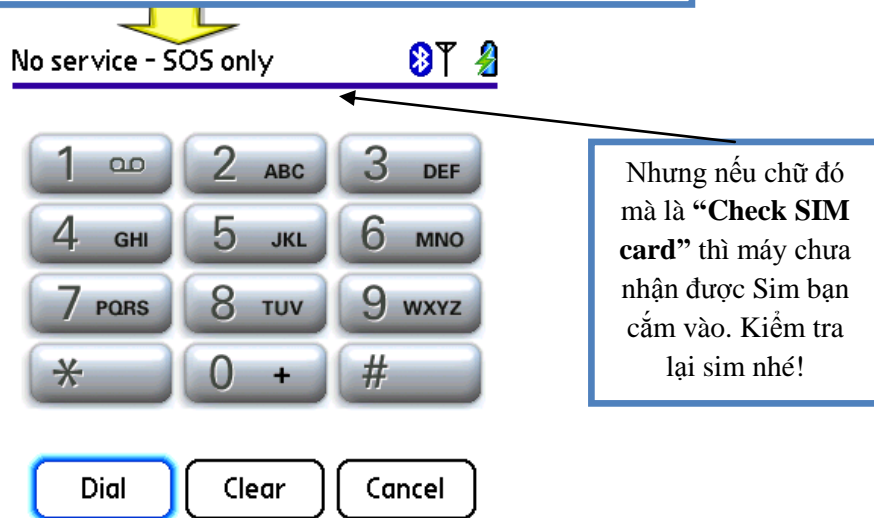 No service - SOS only
1 2 ABC 3 DEF
4 GHI 5 JKL 6 MNO
7 PQRS 8 TUV 9 WXYZ
* 0 + #
Dial Clear Cancel
Nhưng nếu chữ đó
mà là “Check SIM
card” thì máy chưa
nhận được Sim bạn
cắm vào. Kiểm tra
lại sim nhé!